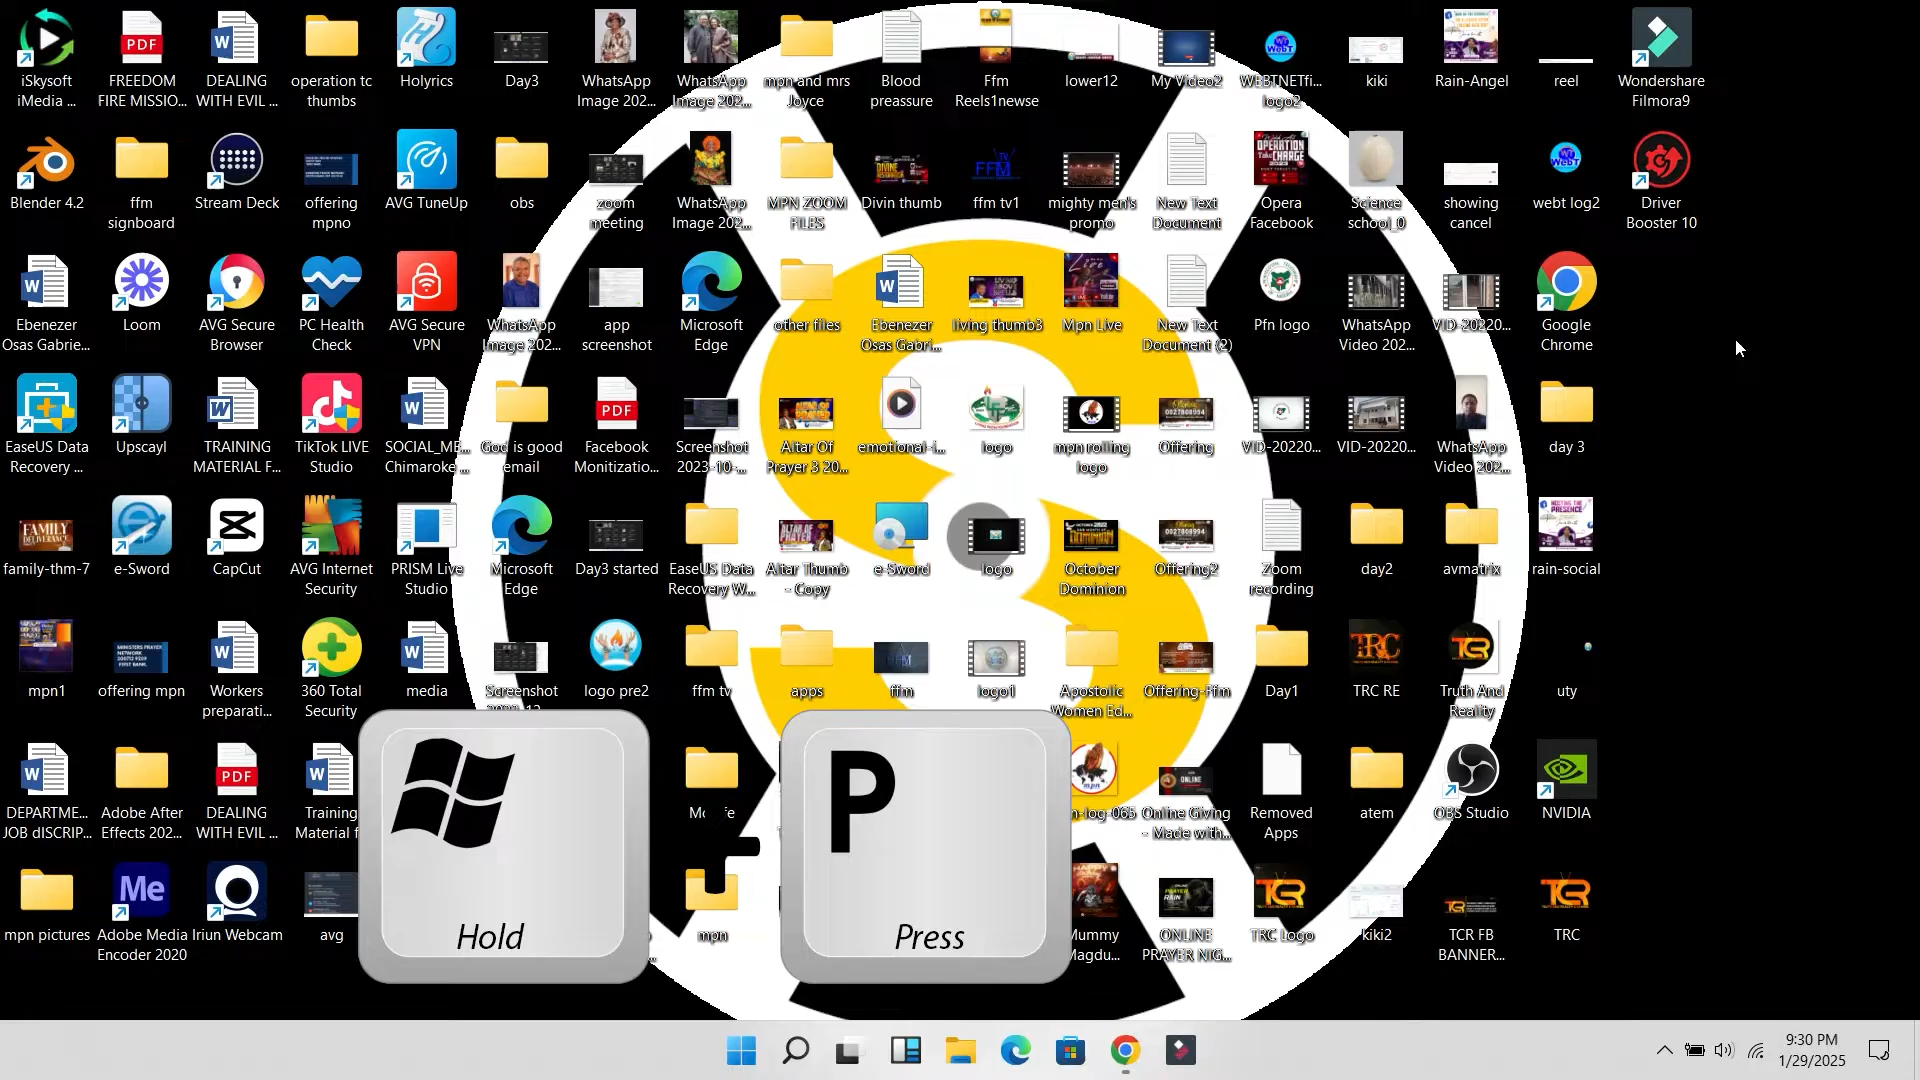 iSkysoft
iMedia ...
FREEDOM
FIRE MISSIO...
DEALING
WITH EVIL ...
operation tc
thumbs
Holyrics
Day3
WhatsApp
Image 202...
WhatsApp
Image 202...
mpn and mrs
Joyce
Blood
preassure
Ffm
Reels1newse
lower12
My Video2
WEBTNETfi...
logo2
kiki
Rain-Angel
reel
Wondershare
Filmora9
Blender 4.2
ffm
signboard
Stream Deck
offering
mpno
AVG TuneUp
obs
zoom
meeting
WhatsApp
Image 202...
MPN ZOOM
FILES
Divin thumb
ffm tv1
mighty men's
promo
New Text
Document
Opera
Facebook
Science
school_0
showing
cancel
webt log2
Driver
Booster 10
Ebenezer
Osas Gabrie...
Loom
AVG Secure
Browser
PC Health
Check
AVG Secure
VPN
WhatsApp
Image 202...
app
screenshot
Microsoft
Edge
other files
Ebenezer
Osas Gabri...
living thumb3
Mpn Live
New Text
Document (2)
Pfn logo
WhatsApp
Video 202...
VID-20220...
Google
Chrome
EaseUS Data
Recovery ...
Upscayl
TRAINING
MATERIAL F...
TikTok LIVE
Studio
SOCIAL_ME...
Chimaroke ...
God is good
email
PDF
Facebook
Monitizatio...
Screenshot
2023-10-...
Altar Of
Prayer 3 20...
emotional-i...
logo
mpn rolling
logo
Offering
VID-20220...
VID-20220...
WhatsApp
Video 202...
day 3
family-thm-7
e-Sword
CapCut
AVG Internet
Security
PRISM Live
Studio
Microsoft
Edge
Day3 started
EaseUS Data
Recovery W...
Altar Thumb
- Copy
e-Sword
logo
October
Dominion
Offering2
Zoom
recording
day2
avmatrix
rain-social
mpn1
offering mpn
Workers
preparati...
360 Total
Security
media
Screenshot
logo pre2
ffm tv
apps
ffm
logo1
Apostolic
Women Ed...
Offering-Ffm
Day1
TRC RE
Truth And
Reality
uty
DEPARTME...
JOB dISCRIP...
Adobe After
Effects 202...
DEALING
WITH EVIL ...
Training
Material f
n-log-065
Online Giving
- Made with...
Removed
Apps
atem
OBS Studio
NVIDIA
mpn pictures
Adobe Media
Encoder 2020
Iriun Webcam
avg
mpn
Mummy
Magdu...
ONLINE
PRAYER NIG...
TRC Logo
kiki2
TCR FB
BANNER...
TRC
Hold
P
Press
9:30 PM
1/29/2025